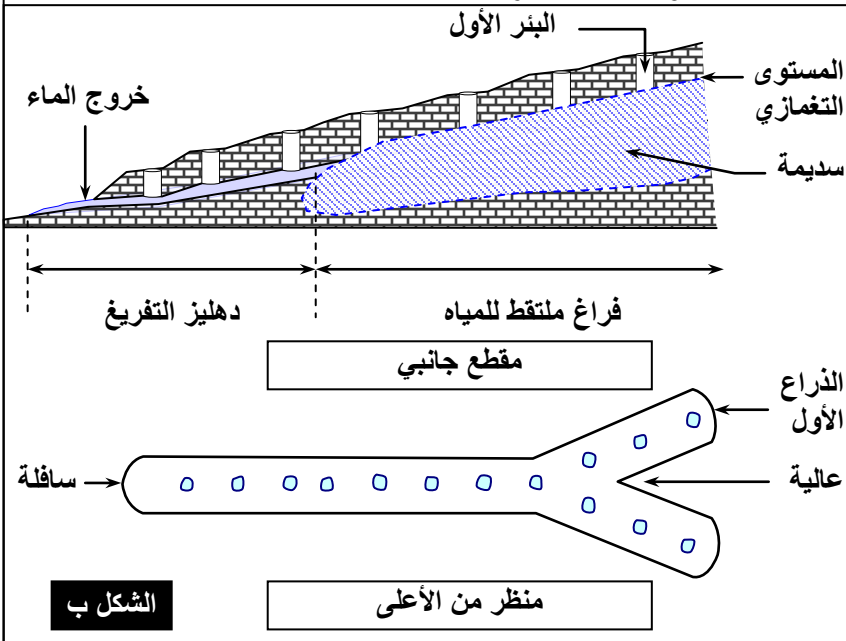 البئر الأول
المستوى
التغمازي
خروج الماء
سديمة
دهليز التفريغ
فراغ ملتقط للمياه
مقطع جانبي
الذراع
الأول
سافلة
عالية
منظر من الأعلى
الشكل ب